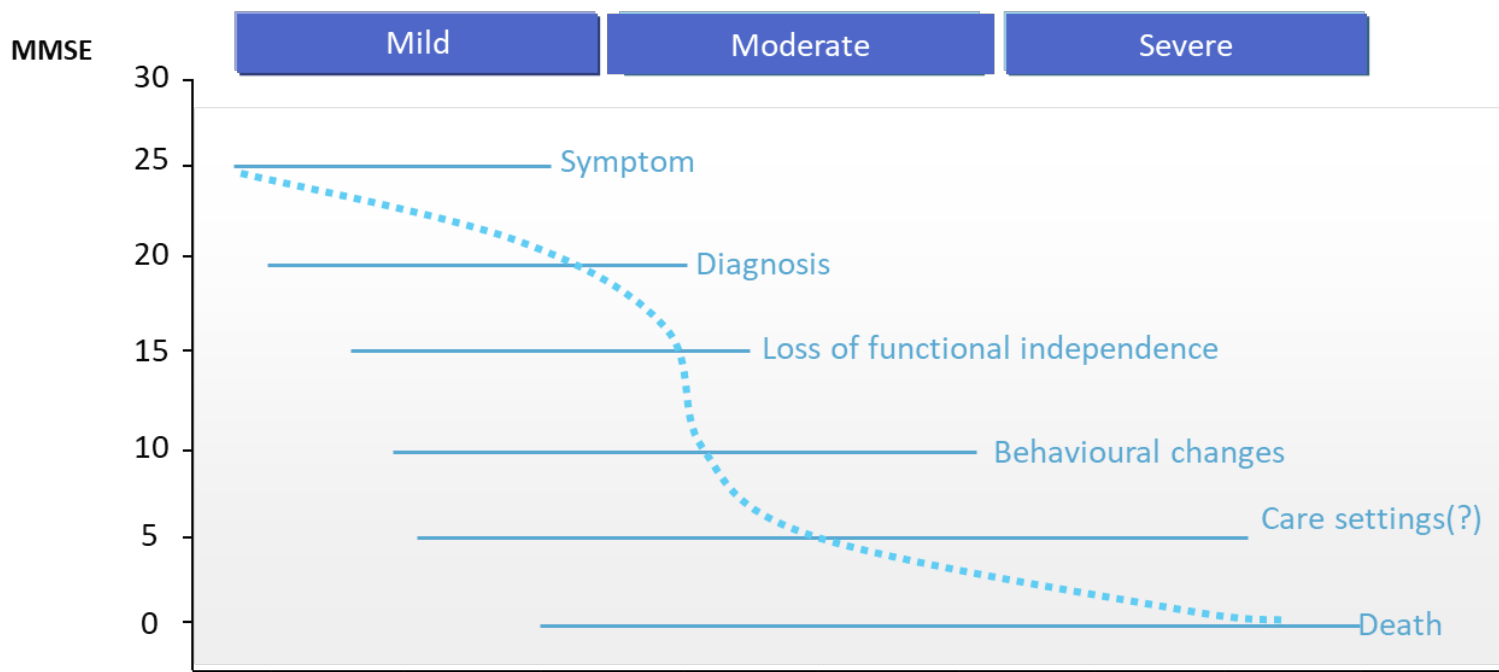 Mild
Moderate
Severe
MMSE
30
25
Symptom
20
Diagnosis
15
Loss of functional independence
10
Behavioural changes
Care settings(?)
5
0
Death